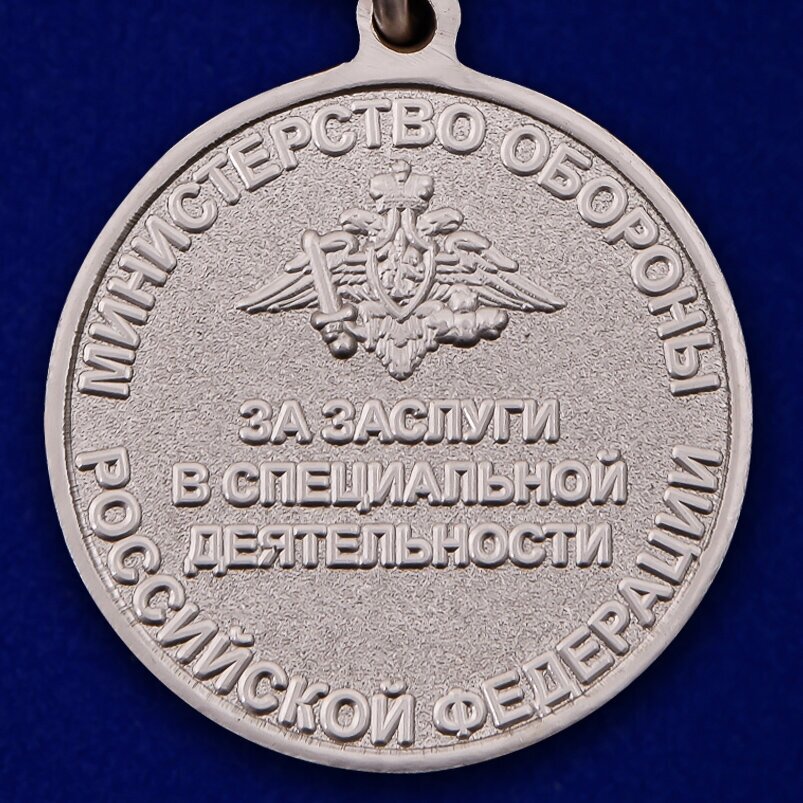 МИНИСТЕРСТВО ОБОРОНЫ
ЗА ЗАСЛУГИ
В СПЕЦИАЛЬНОЙ
ДЕЯТЕЛЬНОСТИ
РОССИЙСКОЙ ФЕДЕРАЦИИ